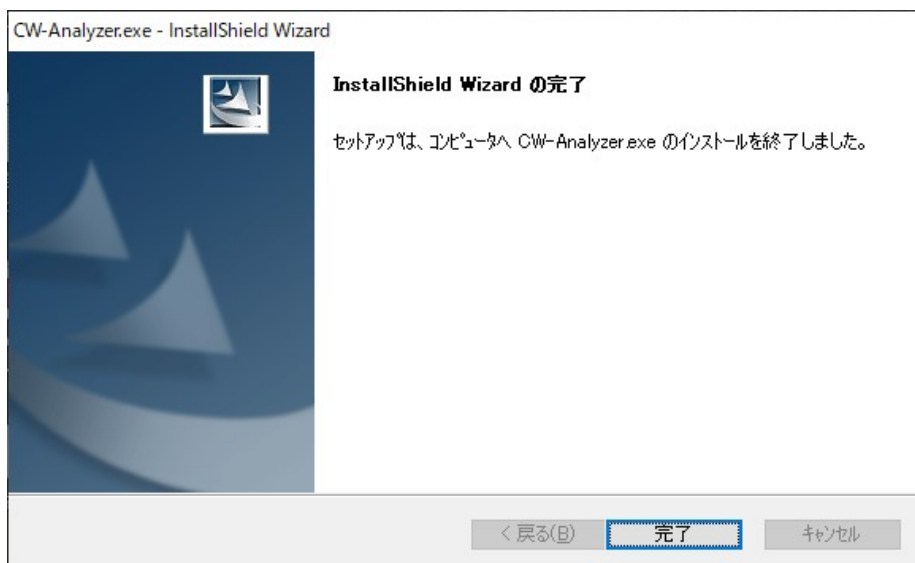 CW-Analyzer.exe - InstallShield Wizard
InstallShield Wizard の完了
セットアップは、コンピュータへ CW-Analyzer.exe のインストールを終了しました。
< 戻る(B) 完了 キャンセル